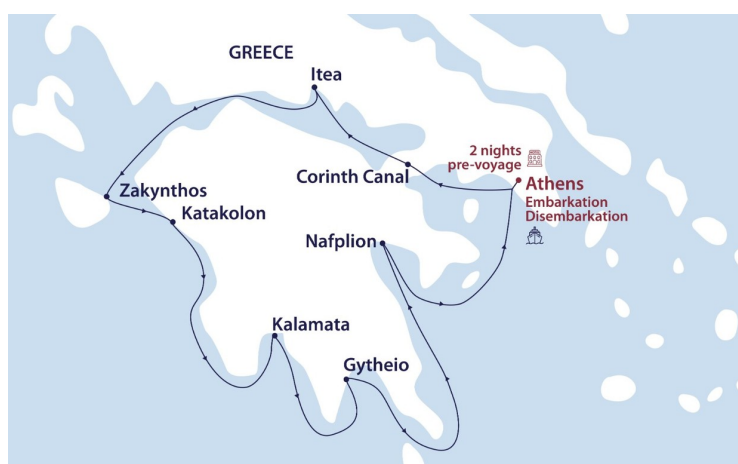 GREECE
Itea
2 nights
pre-voyage
Corinth Canal
Athens
Embarkation
Disembarkation
Zakynthos
Katakolon
Nafplion
Kalamata
Gytheio